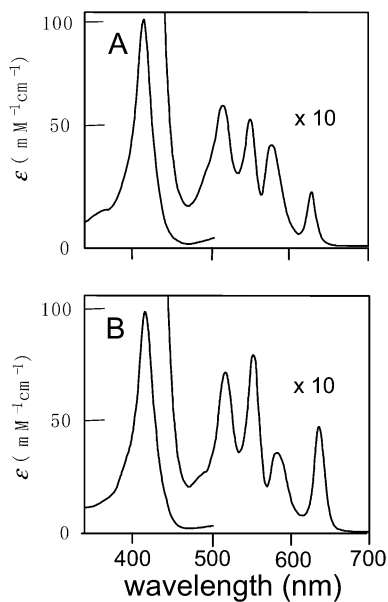 100
A
x 10
50
ε ( mM⁻¹cm⁻¹)
0
100
B
x 10
50
ε ( mM⁻¹cm⁻¹)
0
400 500 600 700
wavelength (nm)